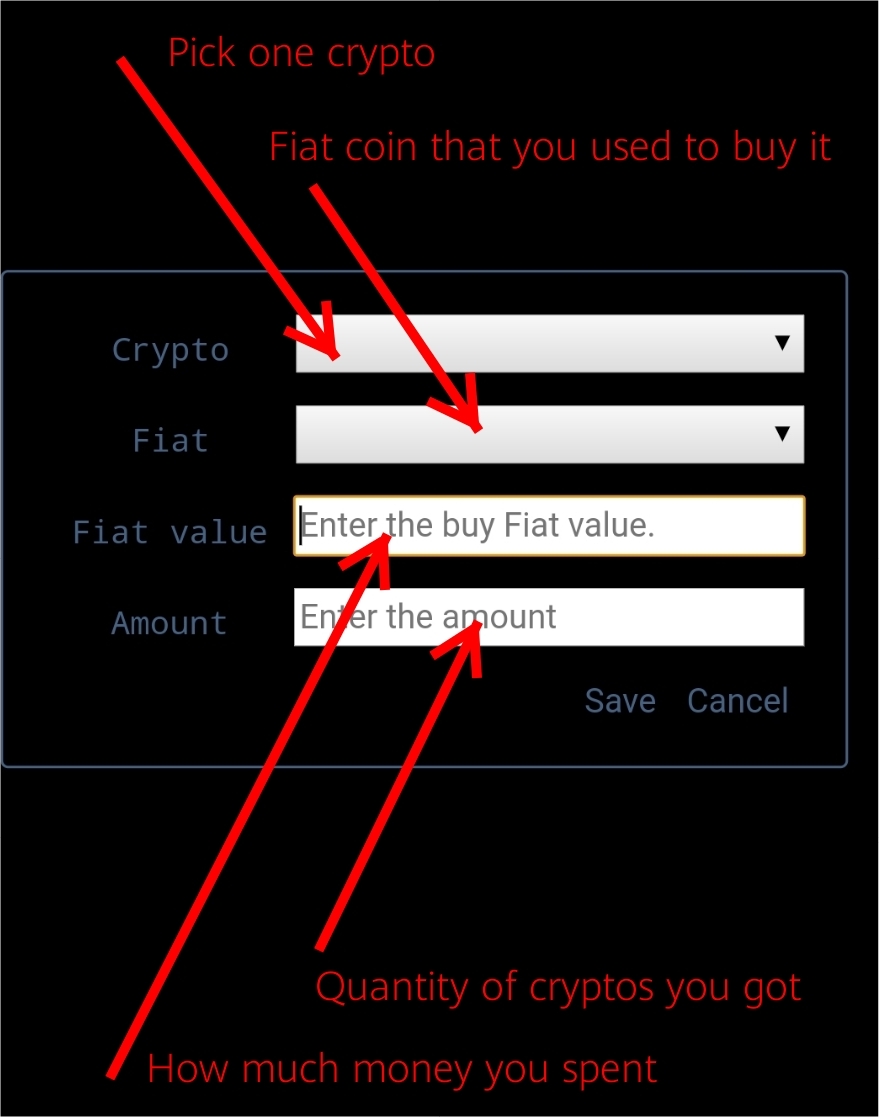 Pick one crypto
Fiat coin that you used to buy it
Crypto
Fiat
Fiat value Enter the buy Fiat value.
Amount Enter the amount
Save Cancel
Quantity of cryptos you got
How much money you spent